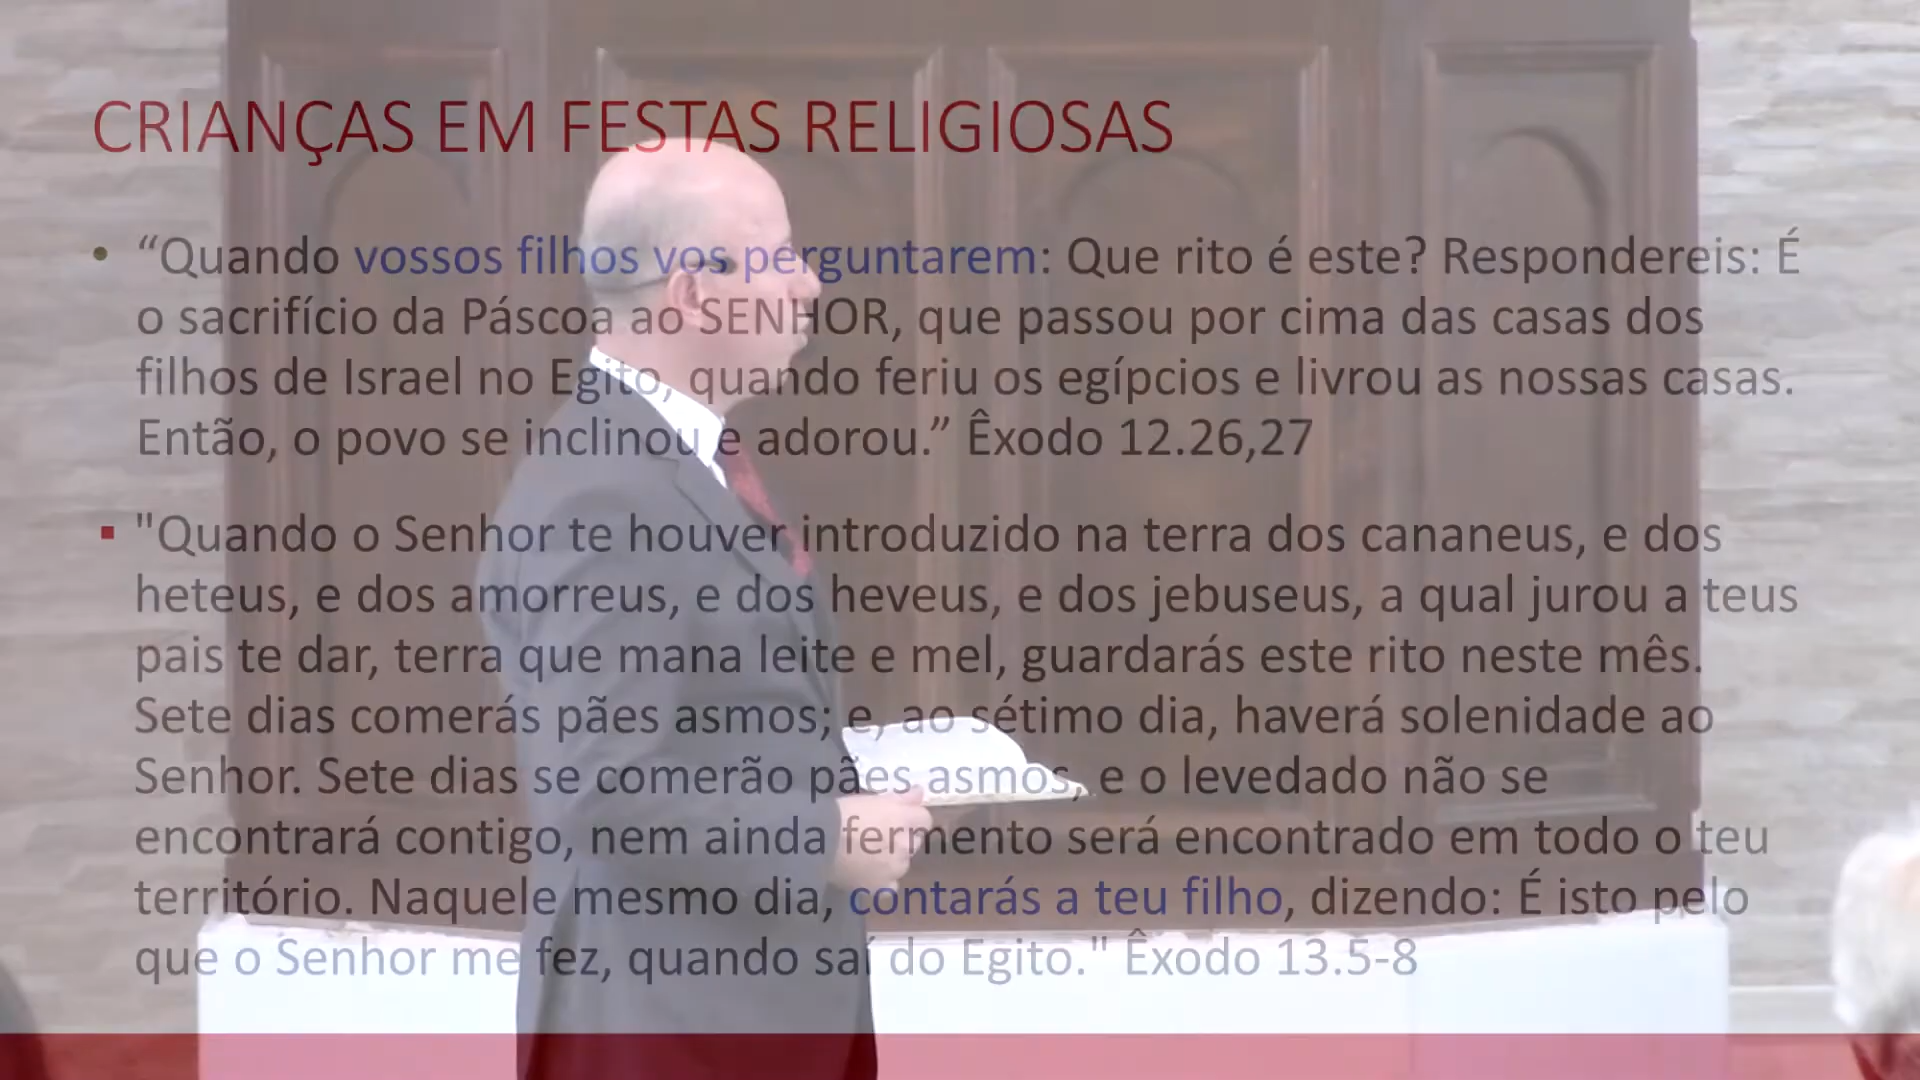 CRIANÇAS EM FESTAS RELIGIOSAS
• “Quando vossos filhos vos perguntarem: Que rito é este? Respondereis: É
o sacrifício da Páscoa ao SENHOR, que passou por cima das casas dos
filhos de Israel no Egito, quando feriu os egípcios e livrou as nossas casas.
Então, o povo se inclinou e adorou.” Êxodo 12.26,27
▪ "Quando o Senhor te houver introduzido na terra dos cananeus, e dos
heteus, e dos amorreus, e dos heveus, e dos jebuseus, a qual jurou a teus
pais te dar, terra que mana leite e mel, guardarás este rito neste mês.
Sete dias comerás pães asmos; e, ao sétimo dia, haverá solenidade ao
Senhor. Sete dias se comerão pães asmos, e o levedado não se
encontrará contigo, nem ainda fermento será encontrado em todo o teu
território. Naquele mesmo dia, contarás a teu filho, dizendo: É isto pelo
que o Senhor me fez, quando saí do Egito." Êxodo 13.5-8